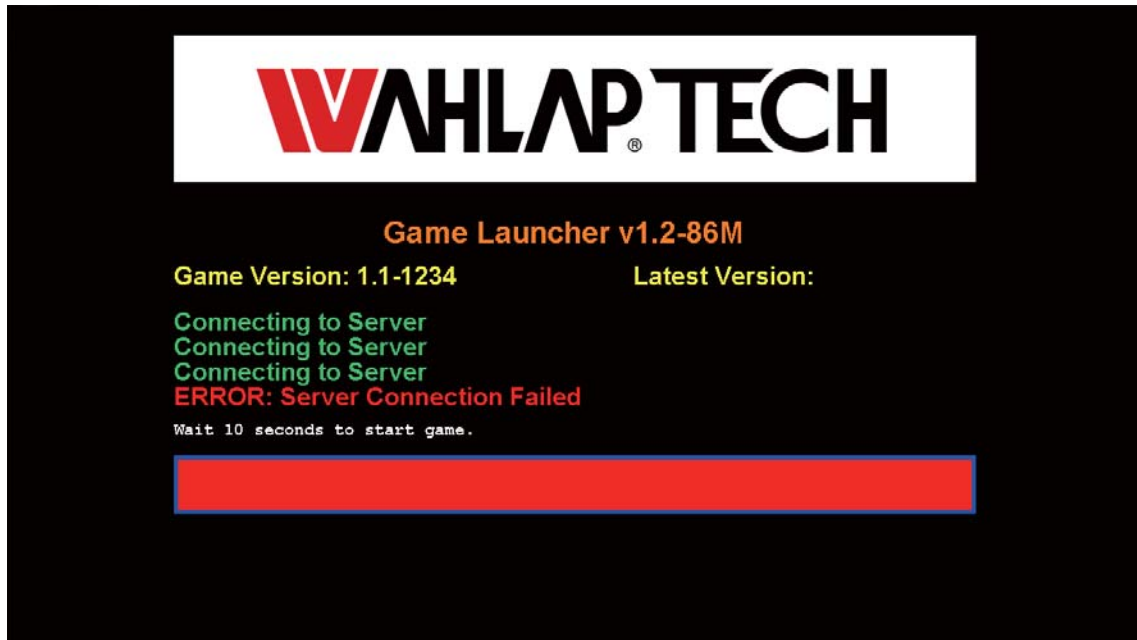 WAHLAP® TECH
Game Launcher v1.2-86M
Game Version: 1.1-1234 Latest Version:
Connecting to Server
Connecting to Server
Connecting to Server
ERROR: Server Connection Failed
Wait 10 seconds to start game.